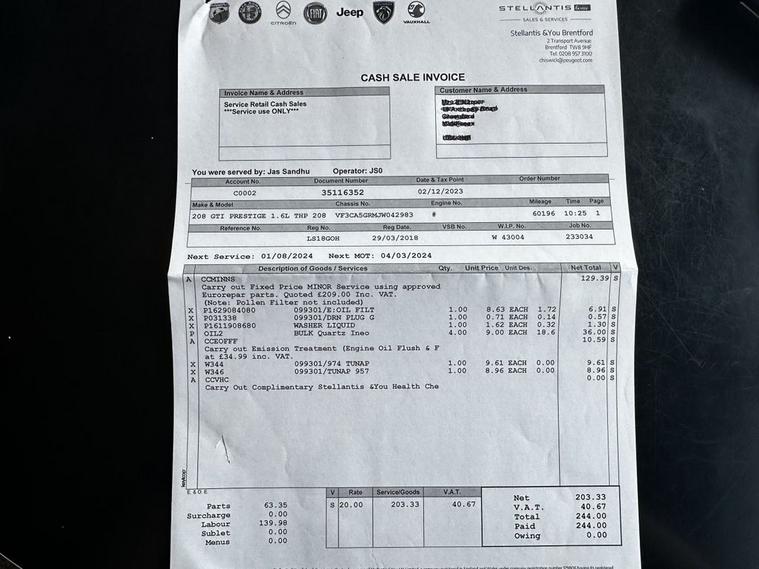 CITROËN
FIAT
Jeep
VAUXHALL
STELLANTIS &You
SALES & SERVICES
Stellantis &You Brentford
2 Transport Avenue
Brentford TW8 9HF
Tel: 0208 957 3100
chiswick@peugeot.com
CASH SALE INVOICE
Invoice Name & Address
Customer Name & Address
Service Retail Cash Sales
***Service use ONLY***
You were served by: Jas Sandhu Operator: JS0
Account No. Document Number Date & Tax Point Order Number
C0002 35116352 02/12/2023
Make & Model Chassis No. Engine No. Mileage Time Page
208 GTI PRESTIGE 1.6L THP 208 VF3CA5GRMJW042983 # 60196 10:25 1
Reference No. Reg No. Reg Date. VSB No. W.I.P. No. Job No.
LS18GOH 29/03/2018 W 43004 233034
Next Service: 01/08/2024 Next MOT: 04/03/2024
Description of Goods / Services Qty. Unit Price Unit Des. Net Total V
A CCMINNS 129.39 S
Carry out Fixed Price MINOR Service using approved
Eurorepar parts. Quoted £209.00 Inc. VAT.
(Note: Pollen Filter not included)
X P1629084080 099301/E:OIL FILT 1.00 8.63 EACH 1.72 6.91 S
X P031338 099301/DRN PLUG G 1.00 0.71 EACH 0.14 0.57 S
X P1611908680 WASHER LIQUID 1.00 1.62 EACH 0.32 1.30 S
P OIL2 BULK Quartz Ineo 4.00 9.00 EACH 18.6 36.00 S
A CCEOFFF 10.59 S
Carry out Emission Treatment (Engine Oil Flush & F
at £34.99 inc. VAT.
X W344 099301/974 TUNAP 1.00 9.61 EACH 0.00 9.61 S
X W346 099301/TUNAP 957 1.00 8.96 EACH 0.00 8.96 S
A CCVHC 0.00 S
Carry Out Complimentary Stellantis &You Health Che
E. & O. E.
Parts 63.35
Surcharge 0.00
Labour 139.98
Sublet 0.00
Menus 0.00
V Rate Service/Goods V.A.T.
S 20.00 203.33 40.67
Net 203.33
V.A.T. 40.67
Total 244.00
Paid 244.00
Owing 0.00